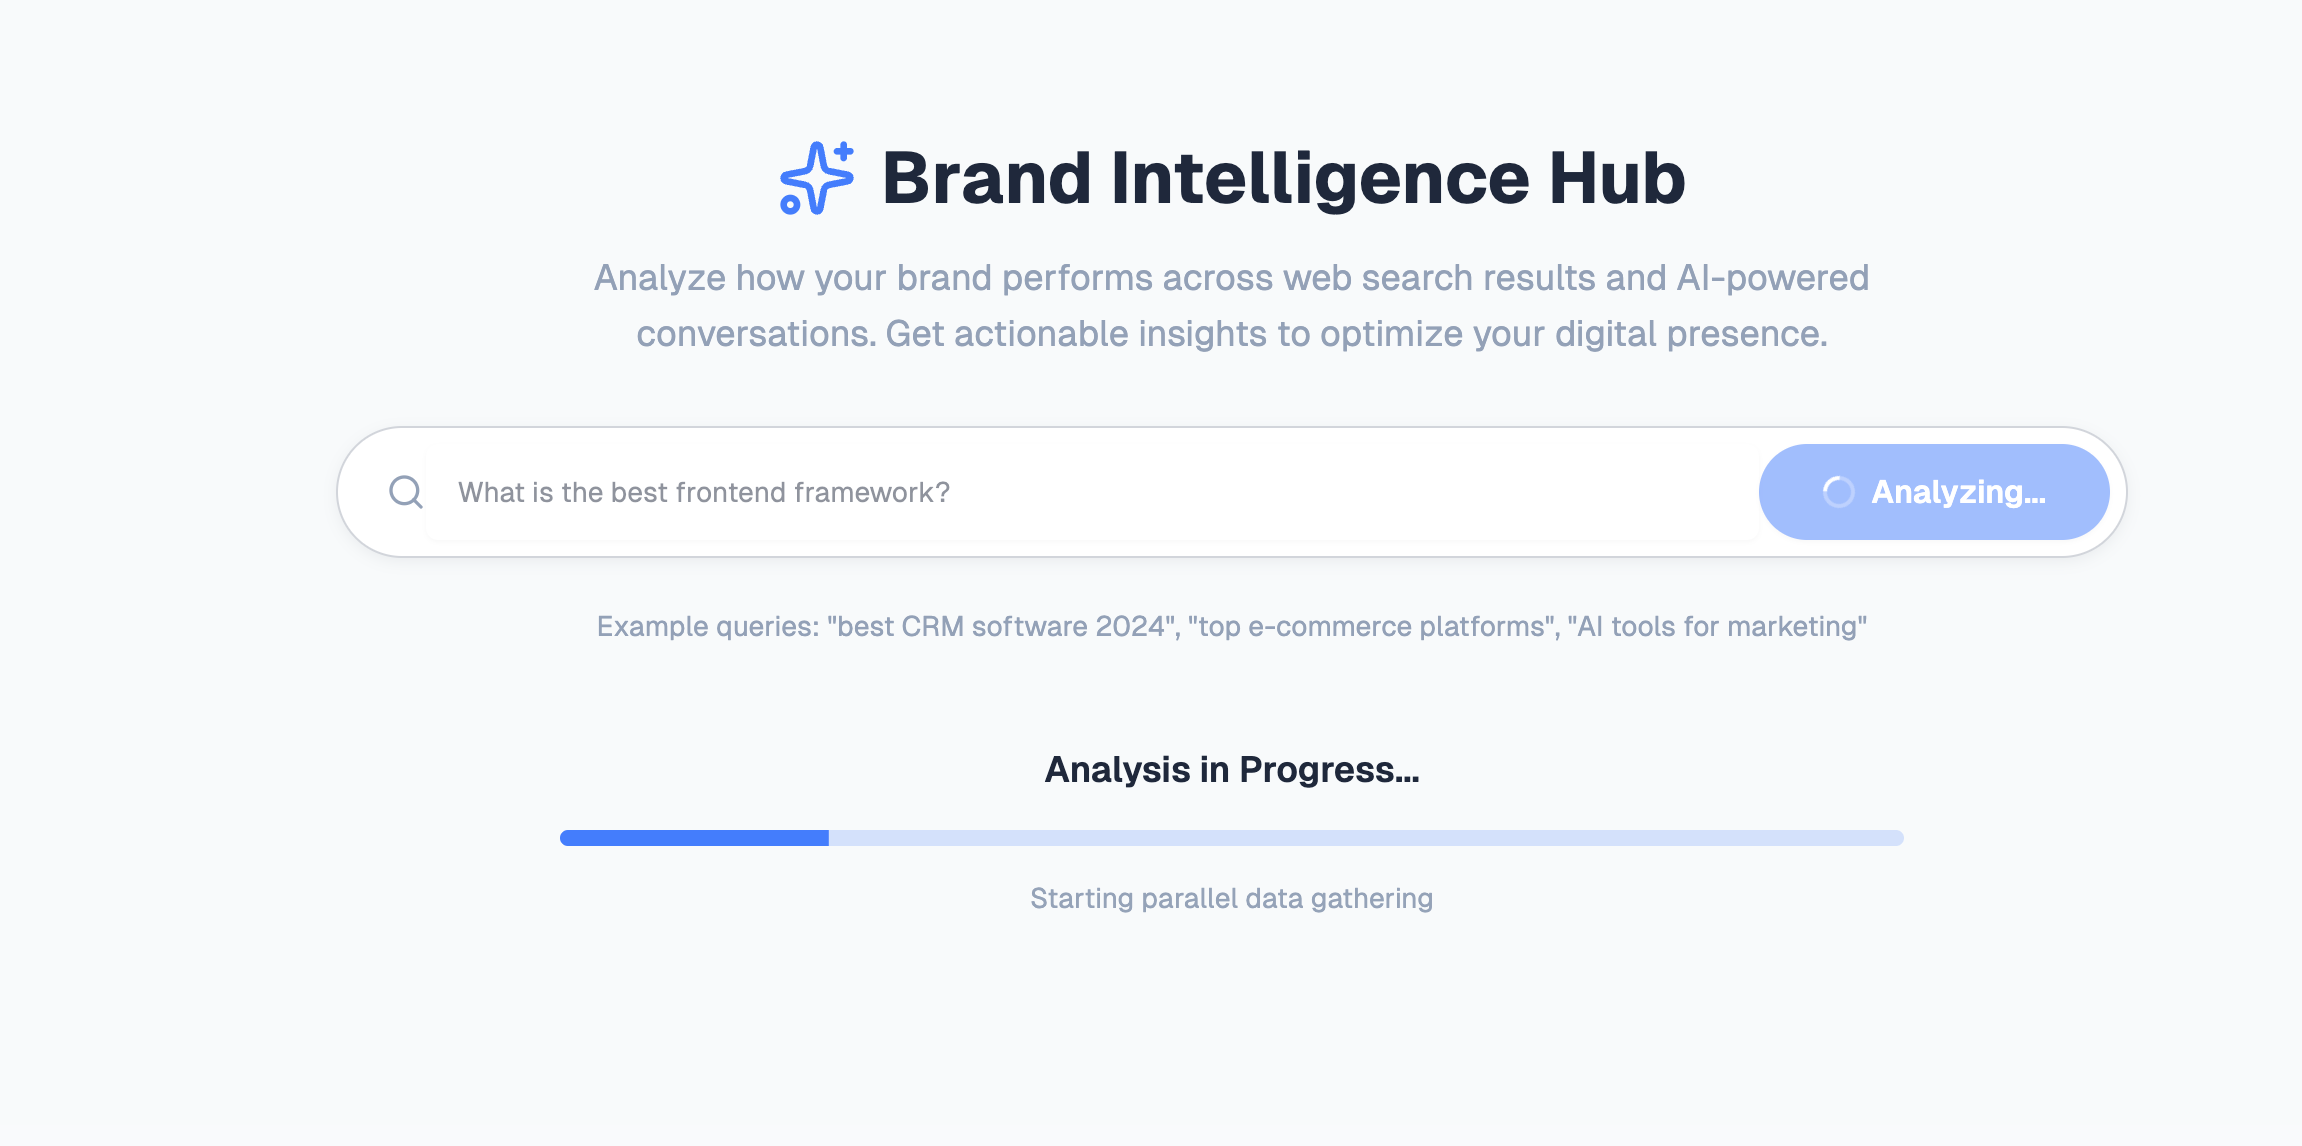 Brand Intelligence Hub
Analyze how your brand performs across web search results and AI-powered
conversations. Get actionable insights to optimize your digital presence.
What is the best frontend framework?
Analyzing...
Example queries: "best CRM software 2024", "top e-commerce platforms", "AI tools for marketing"
Analysis in Progress...
Starting parallel data gathering